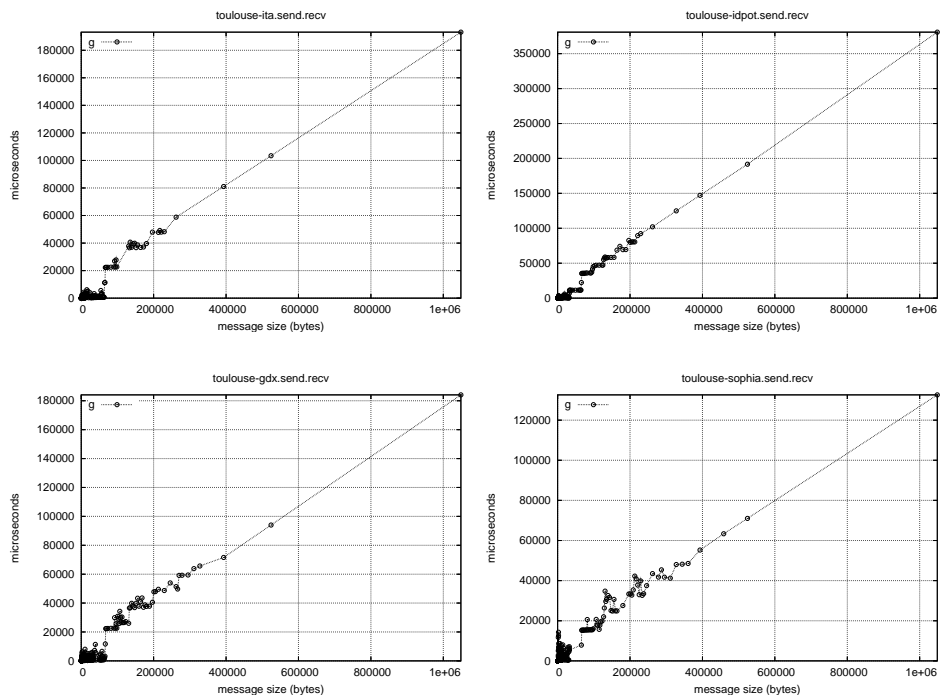 toulouse-ita.send.recv
g
microseconds
180000
160000
140000
120000
100000
80000
60000
40000
20000
0
0 200000 400000 600000 800000 1e+06
message size (bytes)
toulouse-idpot.send.recv
g
microseconds
350000
300000
250000
200000
150000
100000
50000
0
0 200000 400000 600000 800000 1e+06
message size (bytes)
toulouse-gdx.send.recv
g
microseconds
180000
160000
140000
120000
100000
80000
60000
40000
20000
0
0 200000 400000 600000 800000 1e+06
message size (bytes)
toulouse-sophia.send.recv
g
microseconds
120000
100000
80000
60000
40000
20000
0
0 200000 400000 600000 800000 1e+06
message size (bytes)